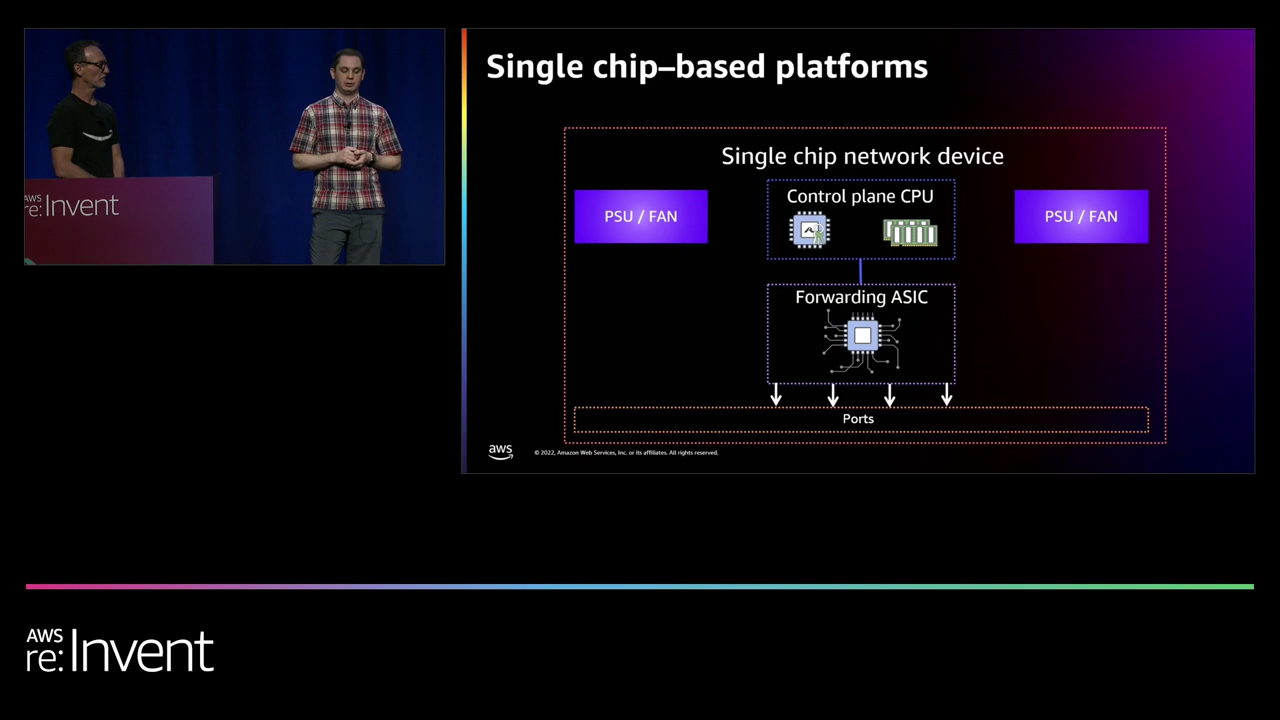 AWS
re:Invent
Single chip–based platforms
Single chip network device
PSU / FAN
Control plane CPU
PSU / FAN
Forwarding ASIC
Ports
aws
© 2022, Amazon Web Services, Inc. or its affiliates. All rights reserved.
AWS
re:Invent